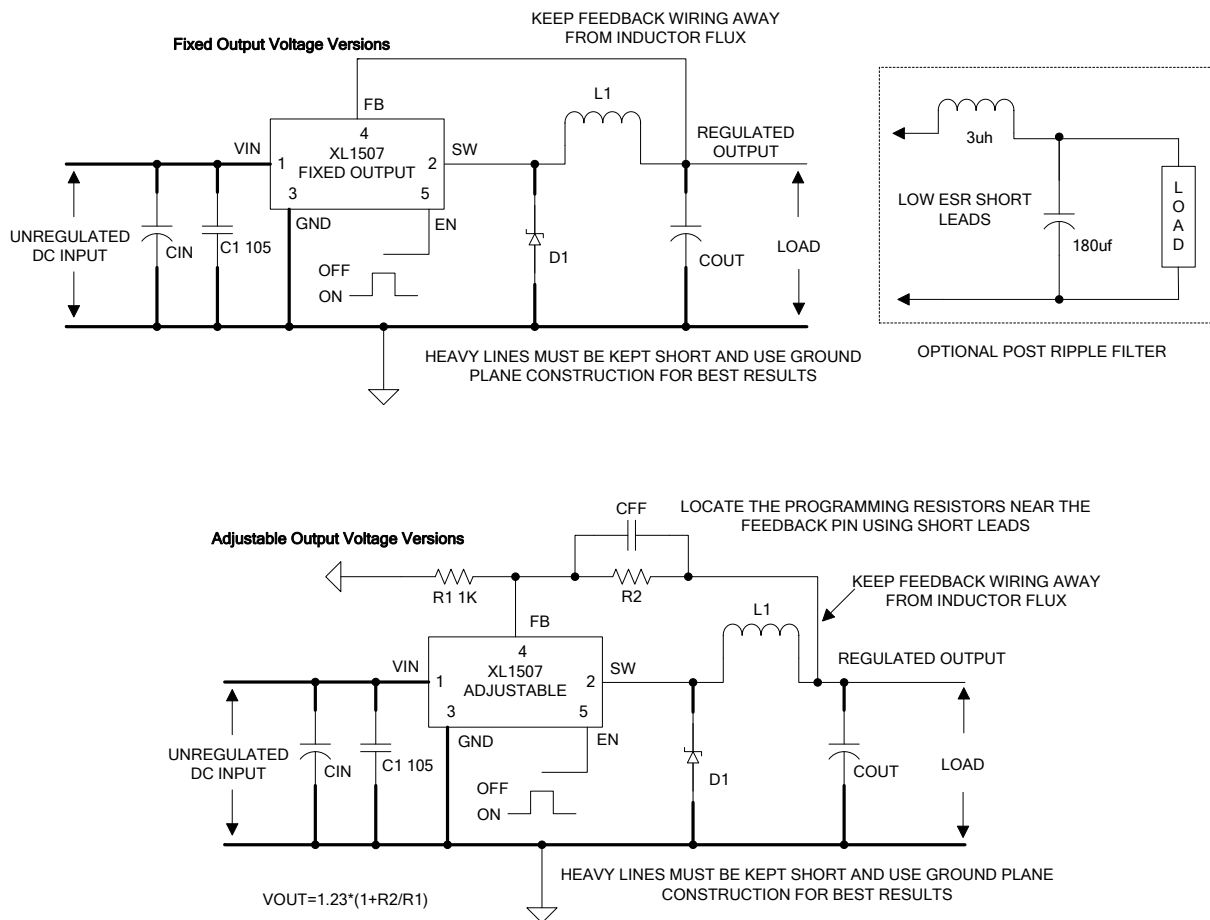 KEEP FEEDBACK WIRING AWAY
FROM INDUCTOR FLUX
Fixed Output Voltage Versions
FB
L1
4
VIN
1
XL1507
FIXED OUTPUT
2
SW
REGULATED
OUTPUT
3
5
GND
EN
UNREGULATED
DC INPUT
CIN
C1 105
OFF
ON
D1
COUT
LOAD
HEAVY LINES MUST BE KEPT SHORT AND USE GROUND
PLANE CONSTRUCTION FOR BEST RESULTS
3uh
LOW ESR SHORT
LEADS
180uf
LOAD
OPTIONAL POST RIPPLE FILTER
Adjustable Output Voltage Versions
CFF
LOCATE THE PROGRAMMING RESISTORS NEAR THE
FEEDBACK PIN USING SHORT LEADS
R1 1K
R2
KEEP FEEDBACK WIRING AWAY
FROM INDUCTOR FLUX
FB
L1
4
VIN
1
XL1507
ADJUSTABLE
2
SW
REGULATED OUTPUT
3
5
GND
EN
UNREGULATED
DC INPUT
CIN
C1 105
OFF
ON
D1
COUT
LOAD
HEAVY LINES MUST BE KEPT SHORT AND USE GROUND PLANE
CONSTRUCTION FOR BEST RESULTS
VOUT=1.23*(1+R2/R1)